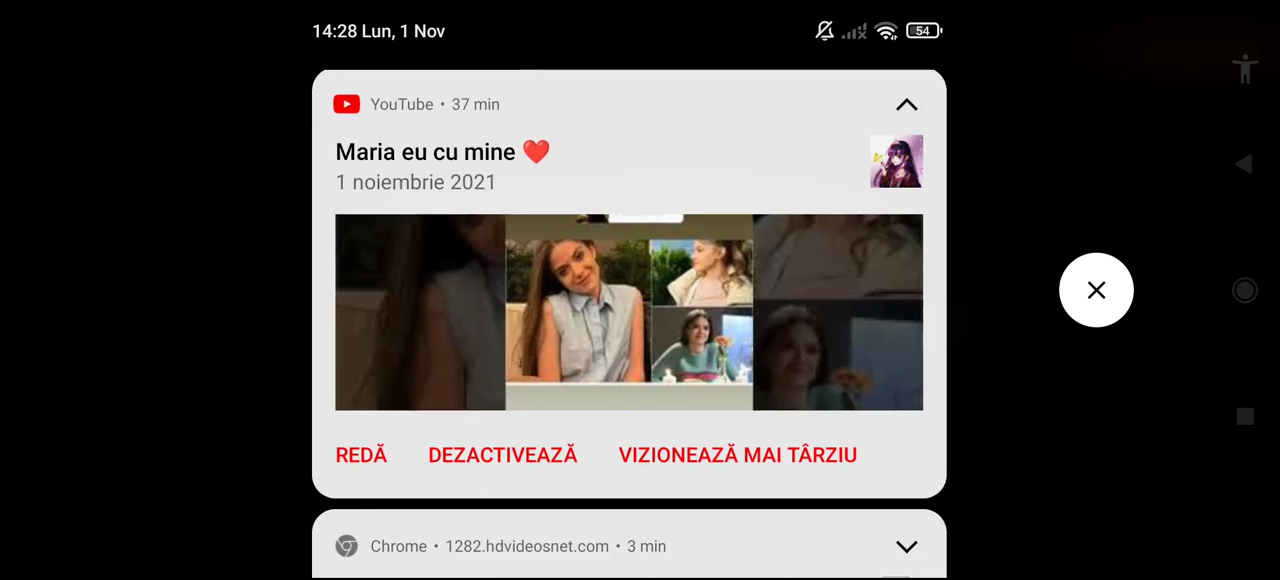 14:28 Lun, 1 Nov
54
YouTube • 37 min
Maria eu cu mine ❤️
1 noiembrie 2021
REDĂ DEZACTIVEAZĂ VIZIONEAZĂ MAI TÂRZIU
Chrome • 1282.hdvideosnet.com • 3 min